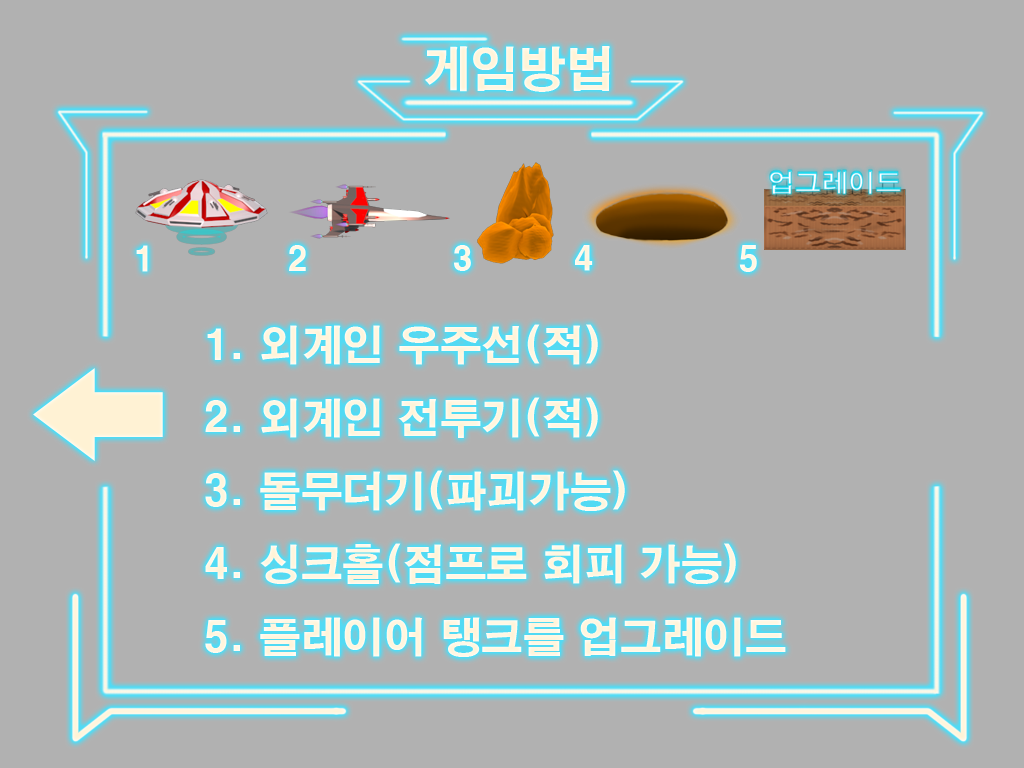 게임방법
업그레이드
1 2 3 4 5
1. 외계인 우주선(적)
2. 외계인 전투기(적)
3. 돌무더기(파괴가능)
4. 싱크홀(점프로 회피 가능)
5. 플레이어 탱크를 업그레이드